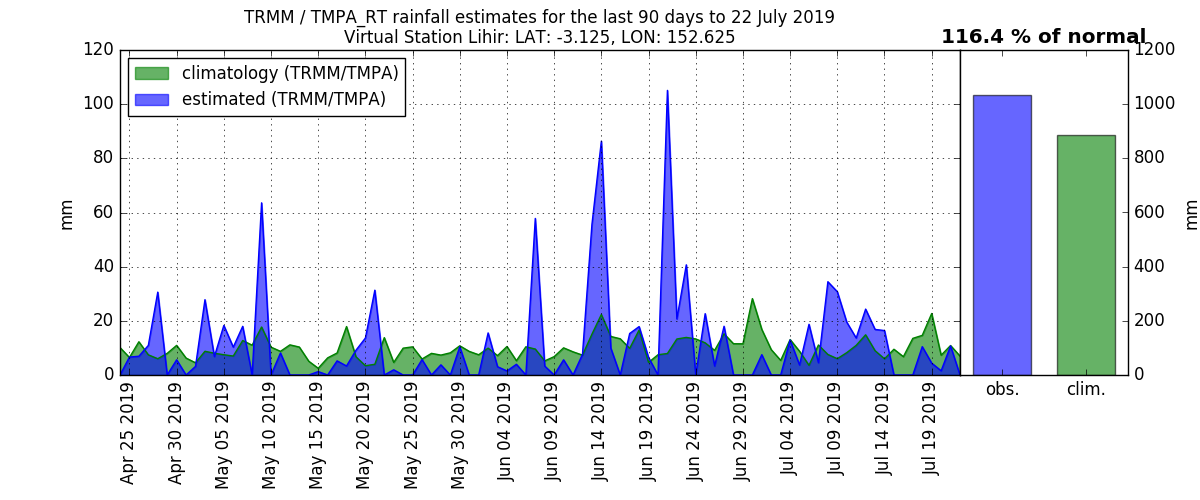 TRMM / TMPA_RT rainfall estimates for the last 90 days to 22 July 2019
Virtual Station Lihir: LAT: -3.125, LON: 152.625
116.4 % of normal
climatology (TRMM/TMPA)
estimated (TRMM/TMPA)
120
100
80
60
40
20
0
mm
1200
1000
800
600
400
200
0
mm
Apr 25 2019
Apr 30 2019
May 05 2019
May 10 2019
May 15 2019
May 20 2019
May 25 2019
May 30 2019
Jun 04 2019
Jun 09 2019
Jun 14 2019
Jun 19 2019
Jun 24 2019
Jun 29 2019
Jul 04 2019
Jul 09 2019
Jul 14 2019
Jul 19 2019
obs.
clim.